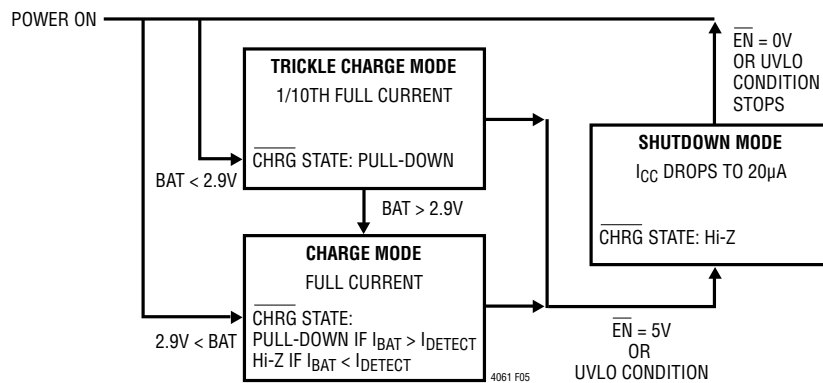 POWER ON
TRICKLE CHARGE MODE
1/10TH FULL CURRENT
CHRG STATE: PULL-DOWN
BAT < 2.9V
BAT > 2.9V
CHARGE MODE
FULL CURRENT
CHRG STATE:
PULL-DOWN IF IBAT > IDETECT
Hi-Z IF IBAT < IDETECT
2.9V < BAT
4061 F05
EN = 0V
OR UVLO
CONDITION
STOPS
SHUTDOWN MODE
ICC DROPS TO 20µA
CHRG STATE: Hi-Z
EN = 5V
OR
UVLO CONDITION